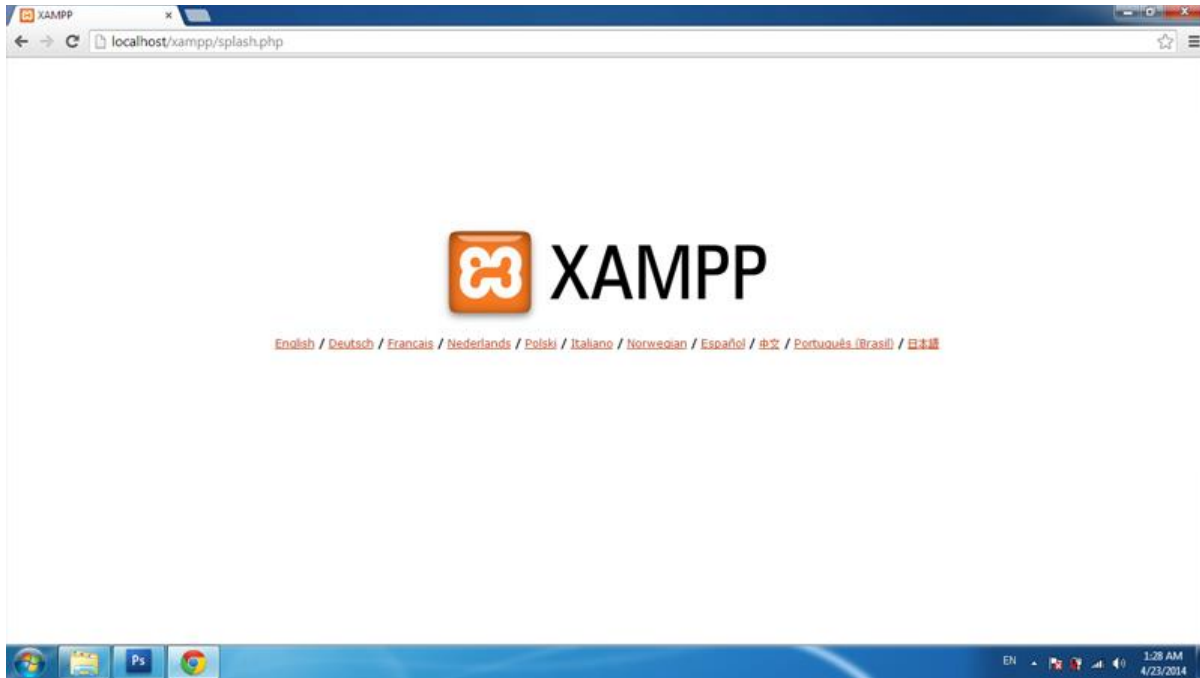 XAMPP
localhost/xampp/splash.php
XAMPP
English / Deutsch / Francais / Nederlands / Polski / Italiano / Norwegian / Español / 中文 / Português (Brasil) / 日本語
Ps
EN
1:28 AM
4/23/2014